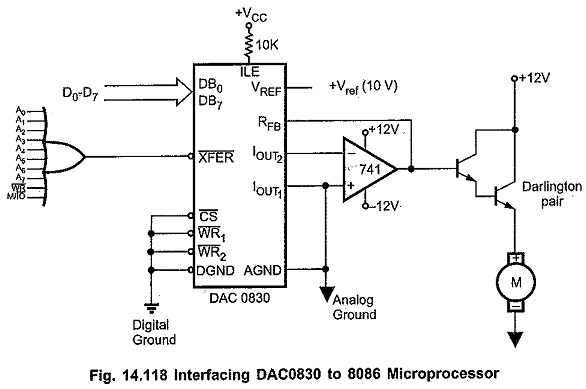 +VCC
10K
ILE
D0-D7
DB0
DB7
VREF
+Vref (10 V)
RFB
+12V
+12V
A0
A1
A2
A3
A4
A5
A6
A7
WR
M/IO
XFER
IOUT2
IOUT1
741
−
+
-12V
Darlington
pair
CS
WR1
WR2
DGND
AGND
DAC 0830
Digital
Ground
Analog
Ground
+
M
−
Fig. 14.118 Interfacing DAC0830 to 8086 Microprocessor